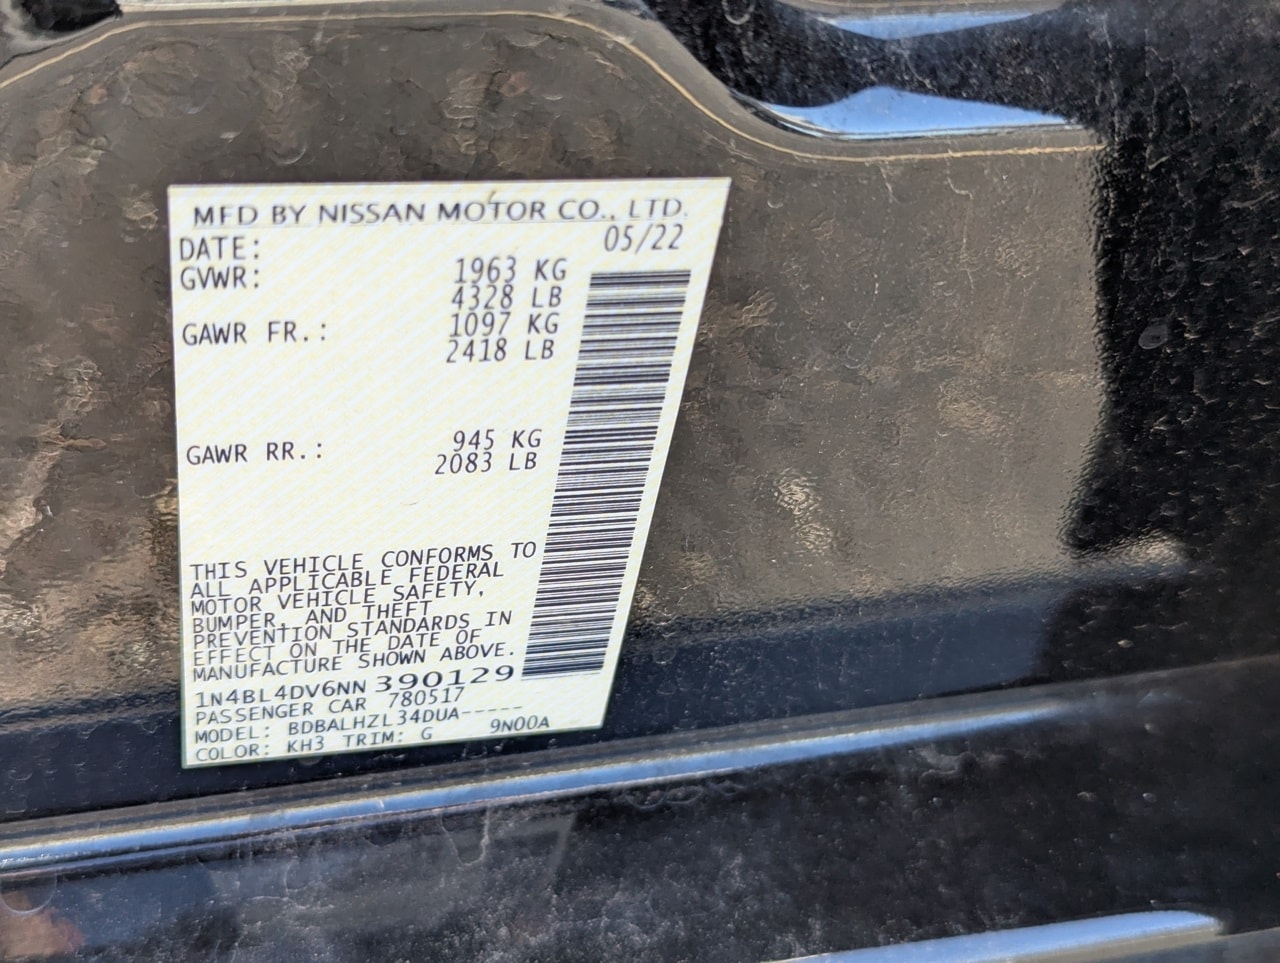 MFD BY NISSAN MOTOR CO., LTD.
DATE: 05/22
GVWR: 1963 KG
4328 LB
GAWR FR.: 1097 KG
2418 LB
GAWR RR.: 945 KG
2083 LB
THIS VEHICLE CONFORMS TO
ALL APPLICABLE FEDERAL
MOTOR VEHICLE SAFETY,
BUMPER, AND THEFT
PREVENTION STANDARDS IN
EFFECT ON THE DATE OF
MANUFACTURE SHOWN ABOVE.
1N4BL4DV6NN 390129
PASSENGER CAR 780517
MODEL: BDBALHZL34DUA-----
COLOR: KH3 TRIM: G 9N00A